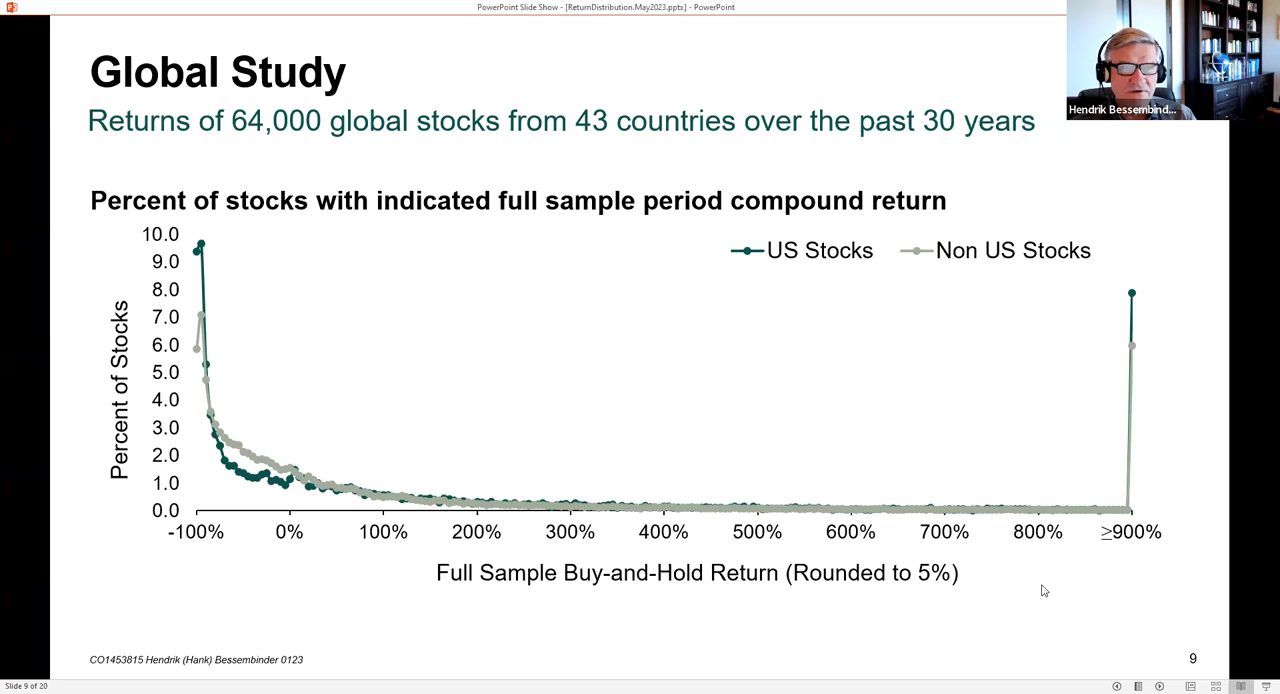 PowerPoint Slide Show - [ReturnDistribution.May2023.pptx] - PowerPoint
Global Study
Returns of 64,000 global stocks from 43 countries over the past 30 years
Hendrik Bessembind...
Percent of stocks with indicated full sample period compound return
US Stocks
Non US Stocks
Percent of Stocks
10.0
9.0
8.0
7.0
6.0
5.0
4.0
3.0
2.0
1.0
0.0
-100% 0% 100% 200% 300% 400% 500% 600% 700% 800% ≥900%
Full Sample Buy-and-Hold Return (Rounded to 5%)
CO1453815 Hendrik (Hank) Bessembinder 0123
9
Slide 9 of 20